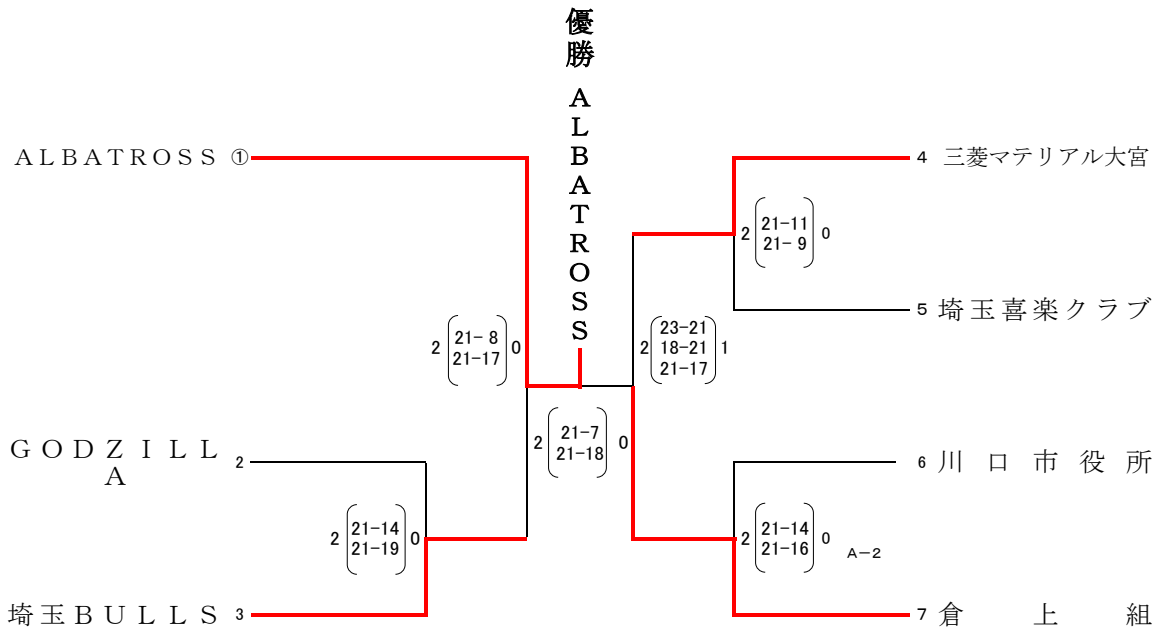 優勝 ALBATROSS
ALBATROSS ①
4 三菱マテリアル大宮
2 21-11 0
21- 9
5 埼玉喜楽クラブ
2 21- 8 0
21-17
2 23-21 1
18-21
21-17
2 21-7 0
21-18
GODZILL 2
A
6 川口市役所
2 21-14 0
21-19
2 21-14 0
21-16
A-2
埼玉BULLS 3
7 倉上組